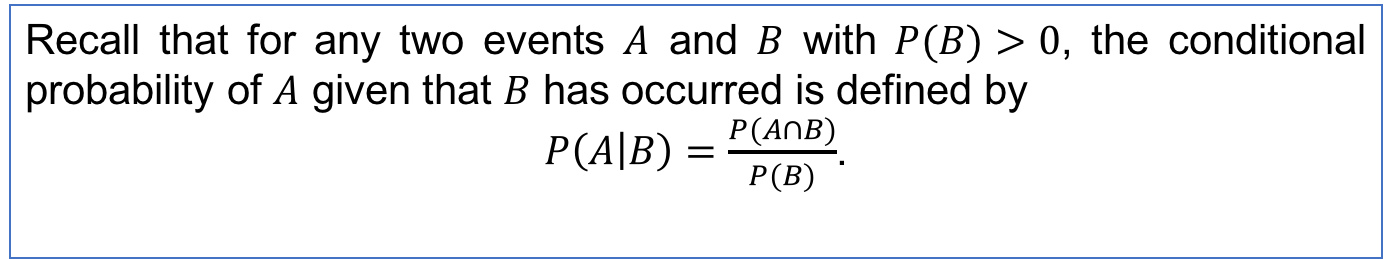 Recall that for any two events A and B with P(B) > 0, the conditional
probability of A given that B has occurred is defined by
P(A|B) = P(A∩B)/P(B).